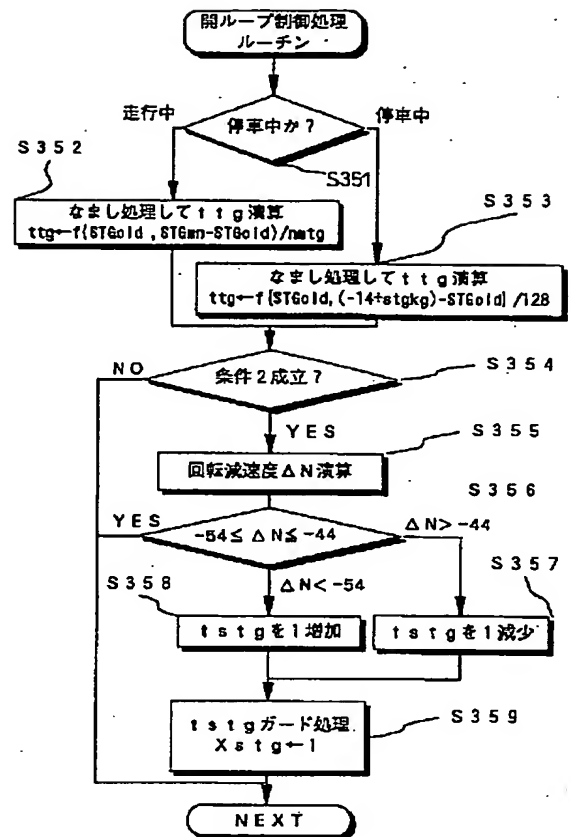 開ループ制御処理
ルーチン
走行中
停車中か?
停車中
S352
S351
なまし処理してttg演算
ttg←f{STGold,STGmn-STGold}/nmtg
S353
なまし処理してttg演算
ttg←f{STGold,(-14+stgkg)-STGold}/128
NO
条件2成立?
S354
YES
S355
回転減速度ΔN演算
S356
YES
-54≦ΔN≦-44
ΔN>-44
S358
ΔN<-54
S357
tstgを1増加
tstgを1減少
tstgガード処理
Xstg←1
S359
NEXT